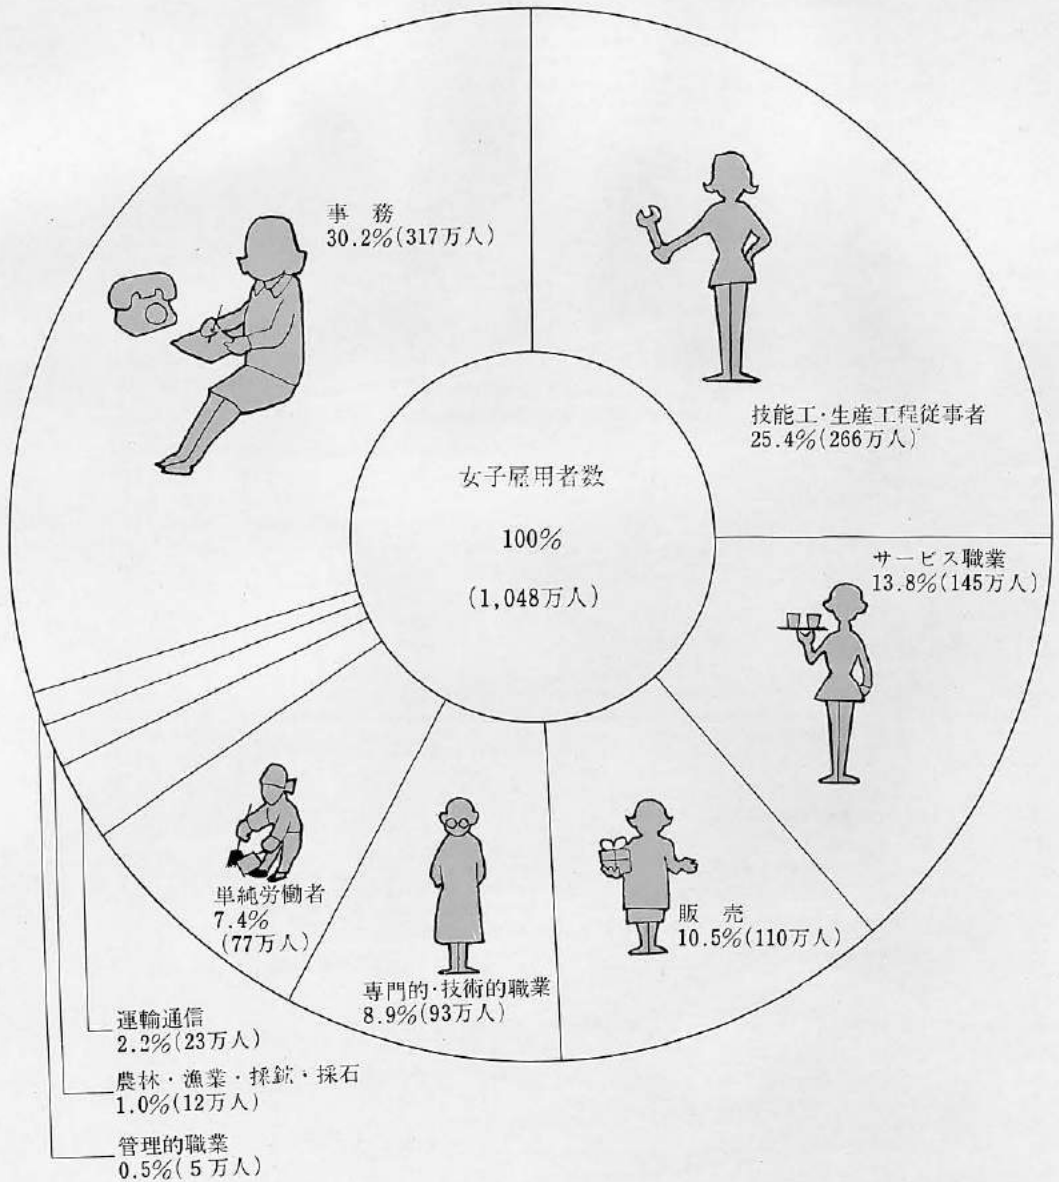 事　務
30.2%(317万人)
技能工・生産工程従事者
25.4%(266万人)
女子雇用者数
100%
(1,048万人)
サービス職業
13.8%(145万人)
販　売
10.5%(110万人)
専門的・技術的職業
8.9%(93万人)
単純労働者
7.4%
(77万人)
運輸通信
2.2%(23万人)
農林・漁業・採鉱・採石
1.0%(12万人)
管理的職業
0.5%(5万人)